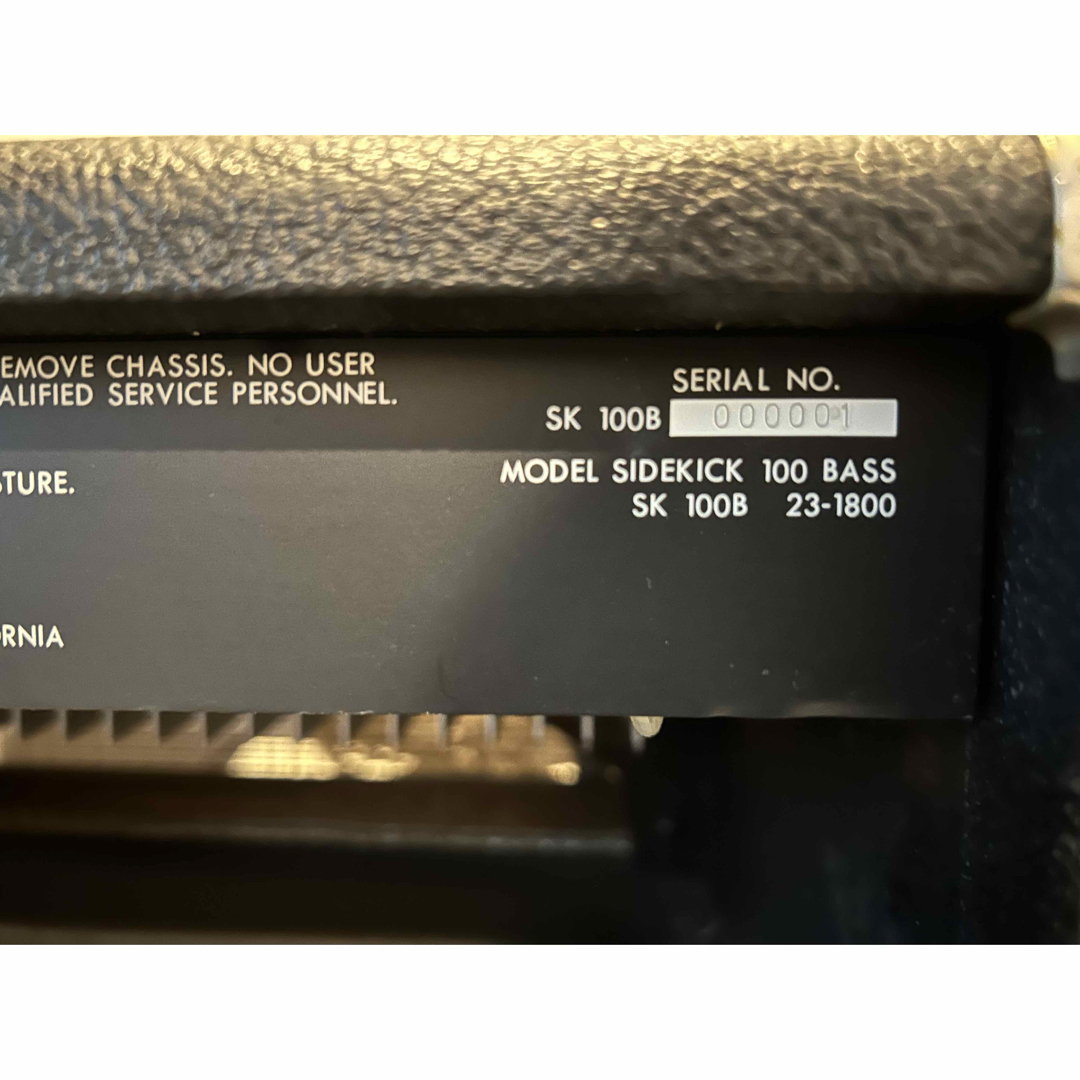 EMOVE CHASSIS. NO USER
ALIFIED SERVICE PERSONNEL.
SERIAL NO.
SK 100B 000001
TURE.
MODEL SIDEKICK 100 BASS
SK 100B 23-1800
RNIA